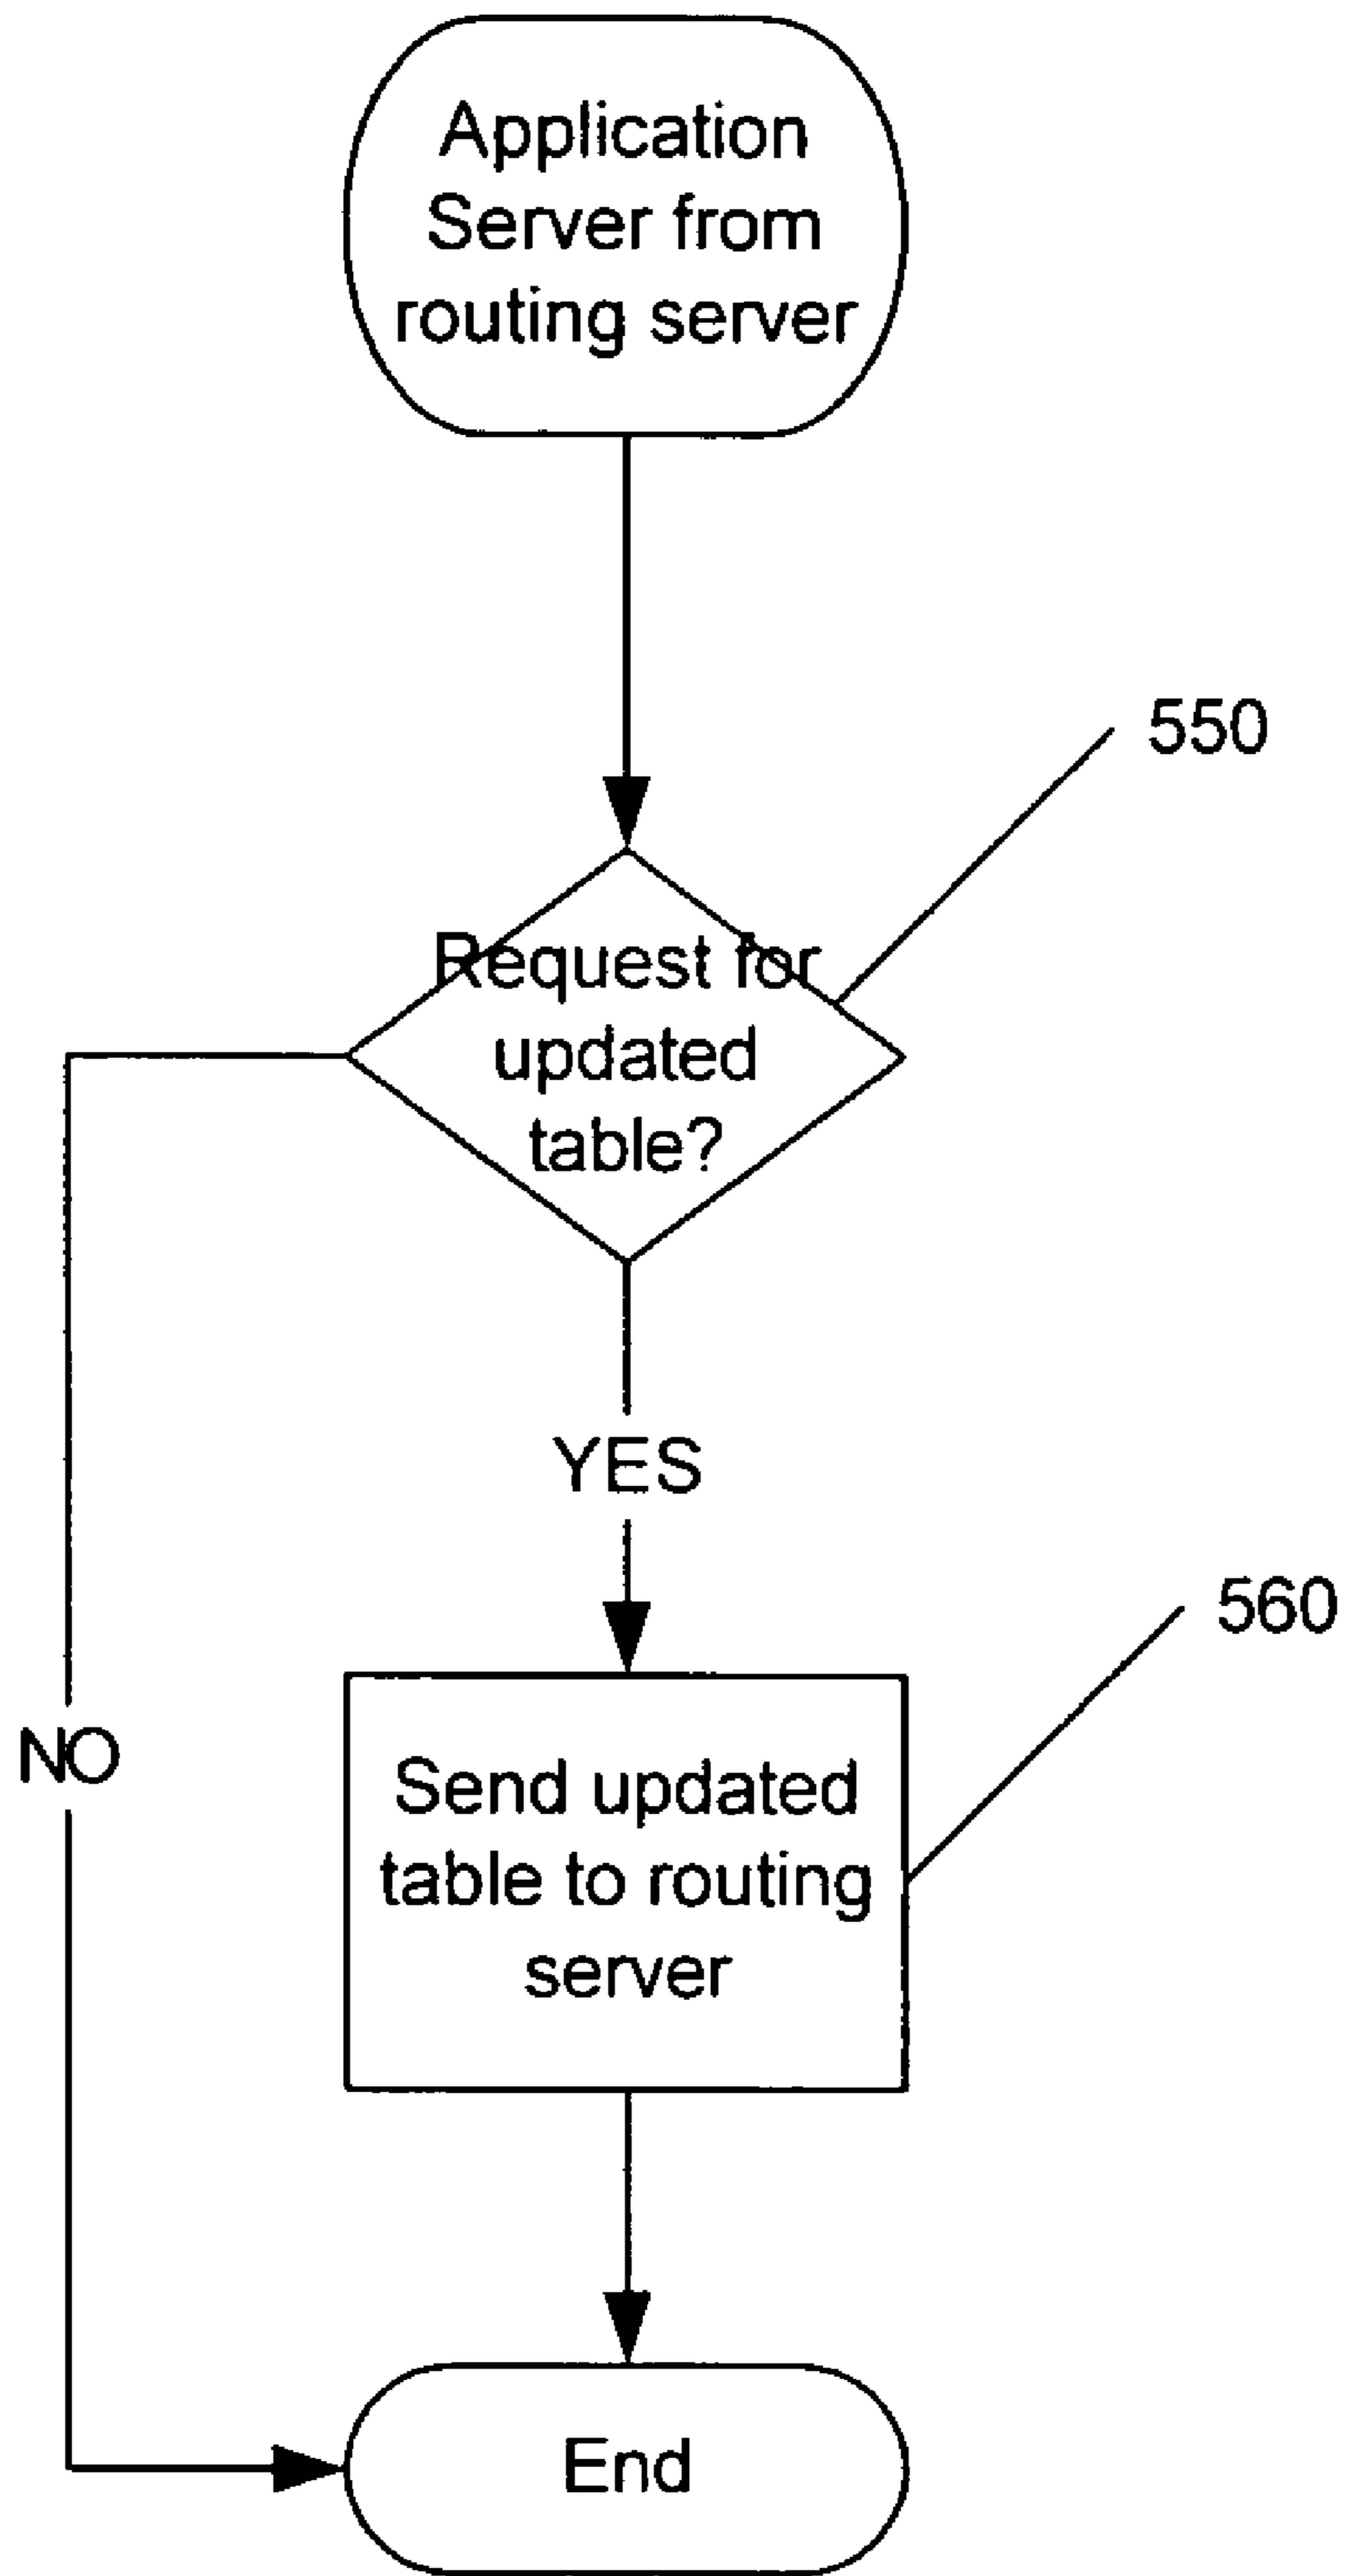 Application
Server from
routing server
550
Request for
updated
table?
YES
560
NO
Send updated
table to routing
server
End